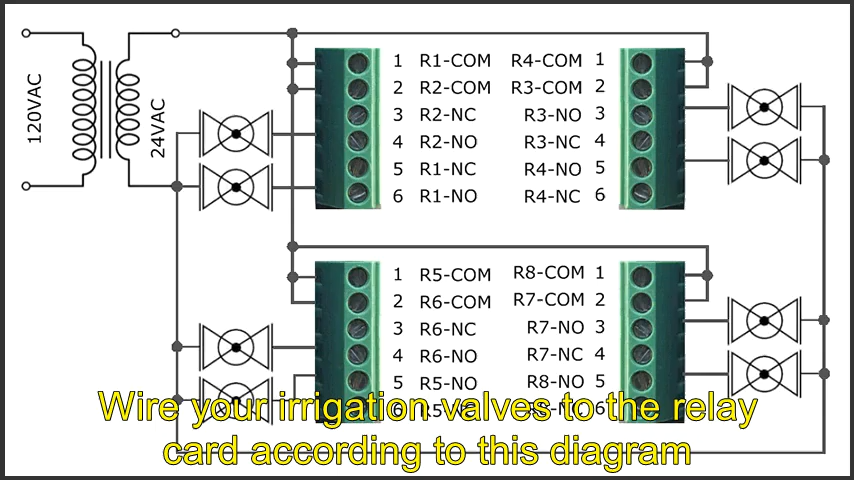 120VAC
24VAC
1 R1-COM
2 R2-COM
3 R2-NC
4 R2-NO
5 R1-NC
6 R1-NO
R4-COM 1
R3-COM 2
R3-NO 3
R3-NC 4
R4-NO 5
R4-NC 6
1 R5-COM
2 R6-COM
3 R6-NC
4 R6-NO
5 R5-NO
6
R8-COM 1
R7-COM 2
R7-NO 3
R7-NC 4
R8-NO 5
6
Wire your irrigation valves to the relay
card according to this diagram